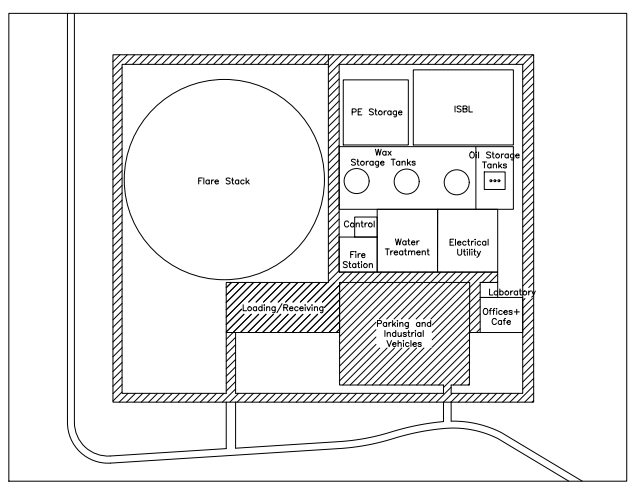 PE Storage
ISBL
Wax
Storage Tanks
Oil Storage
Tanks
Flare Stack
Control
Fire
Station
Water
Treatment
Electrical
Utility
Loading/Receiving
Laboratory
Offices+
Cafe
Parking and
Industrial
Vehicles